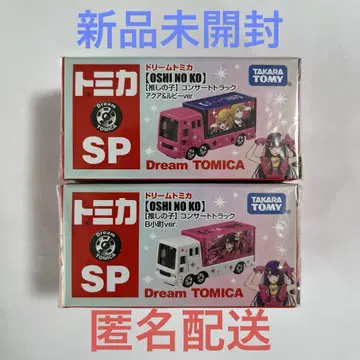 新品未開封
トミカ
Dream TOMICA
SP
ドリームトミカ
【OSHI NO KO】
【推しの子】コンサートトラック
アクア&ルビーver.
TAKARA TOMY
Dream TOMICA
トミカ
Dream TOMICA
SP
ドリームトミカ
【OSHI NO KO】
【推しの子】コンサートトラック
B小町ver.
TAKARA TOMY
Dream TOMICA
匿名配送